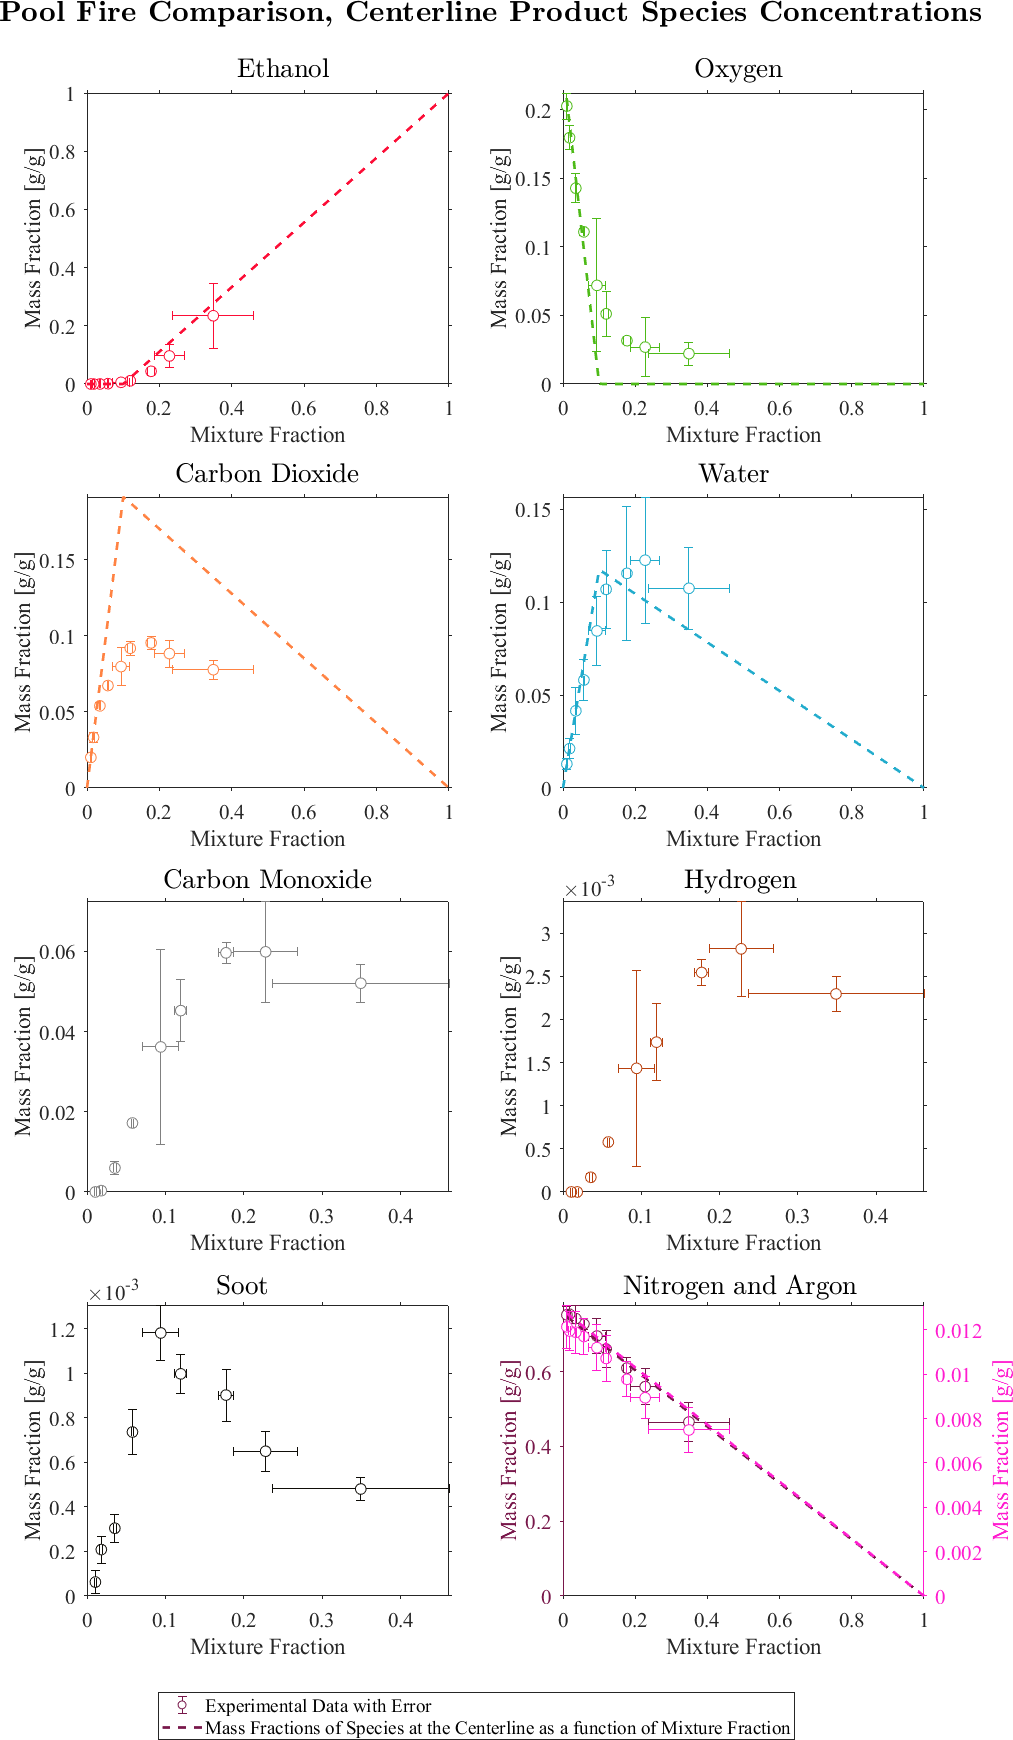 Pool Fire Comparison, Centerline Product Species Concentrations
Ethanol
Mass Fraction [g/g]
1
0.8
0.6
0.4
0.2
0
0 0.2 0.4 0.6 0.8 1
Mixture Fraction
Oxygen
Mass Fraction [g/g]
0.2
0.15
0.1
0.05
0
0 0.2 0.4 0.6 0.8 1
Mixture Fraction
Carbon Dioxide
Mass Fraction [g/g]
0.15
0.1
0.05
0
0 0.2 0.4 0.6 0.8 1
Mixture Fraction
Water
Mass Fraction [g/g]
0.15
0.1
0.05
0
0 0.2 0.4 0.6 0.8 1
Mixture Fraction
Carbon Monoxide
Mass Fraction [g/g]
0.06
0.04
0.02
0
0 0.1 0.2 0.3 0.4
Mixture Fraction
Hydrogen
×10-3
Mass Fraction [g/g]
3
2.5
2
1.5
1
0.5
0
0 0.1 0.2 0.3 0.4
Mixture Fraction
Soot
×10-3
Mass Fraction [g/g]
1.2
1
0.8
0.6
0.4
0.2
0
0 0.1 0.2 0.3 0.4
Mixture Fraction
Nitrogen and Argon
Mass Fraction [g/g]
0.6
0.4
0.2
0
0.012
0.01
0.008
0.006
0.004
0.002
0
Mass Fraction [g/g]
0 0.2 0.4 0.6 0.8 1
Mixture Fraction
Experimental Data with Error
Mass Fractions of Species at the Centerline as a function of Mixture Fraction